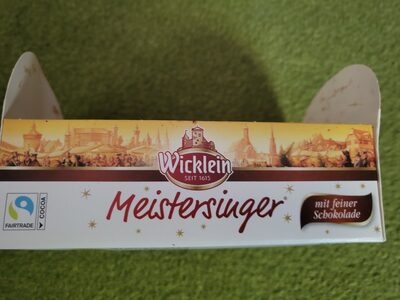 Wicklein
SEIT 1615
Meistersinger
mit feiner
Schokolade
FAIRTRADE
COCOA